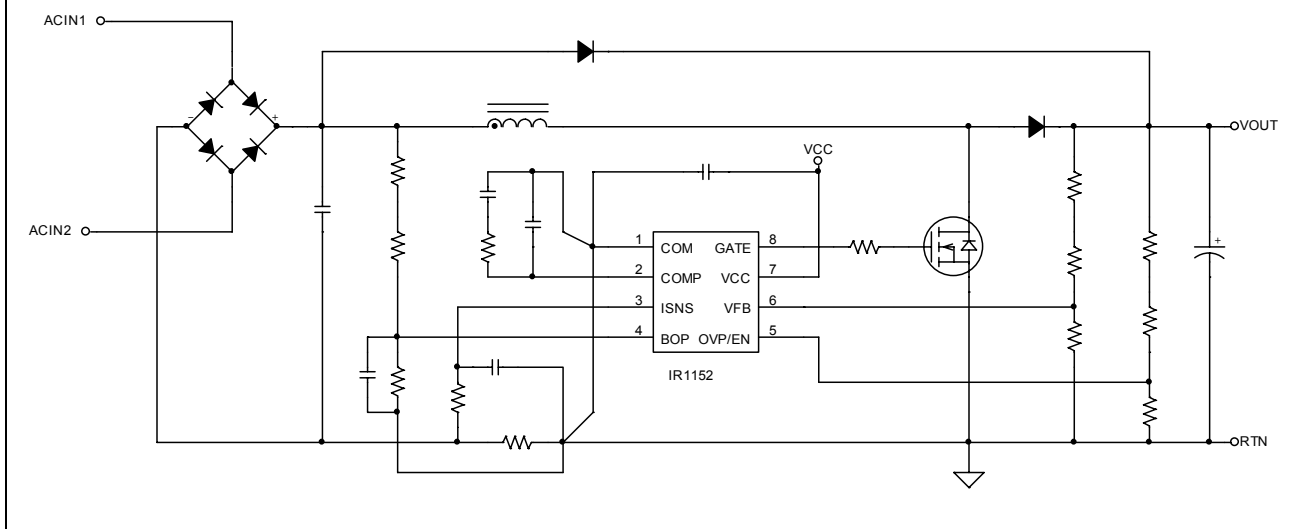 ACIN1
- +
VOUT
VCC
ACIN2
+
1 COM GATE 8
2 COMP VCC 7
3 ISNS VFB 6
4 BOP OVP/EN 5
IR1152
RTN